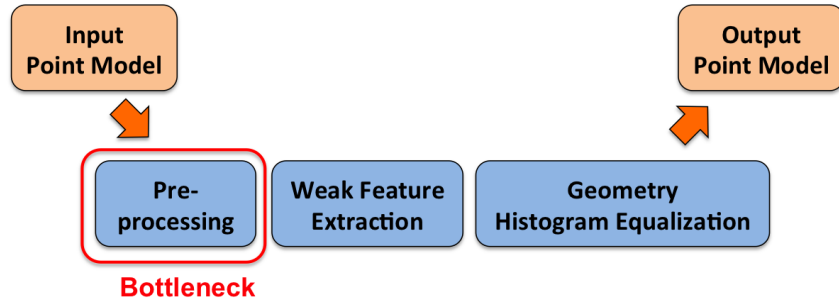 Input
Point Model
Output
Point Model
Pre-
processing
Weak Feature
Extraction
Geometry
Histogram Equalization
Bottleneck